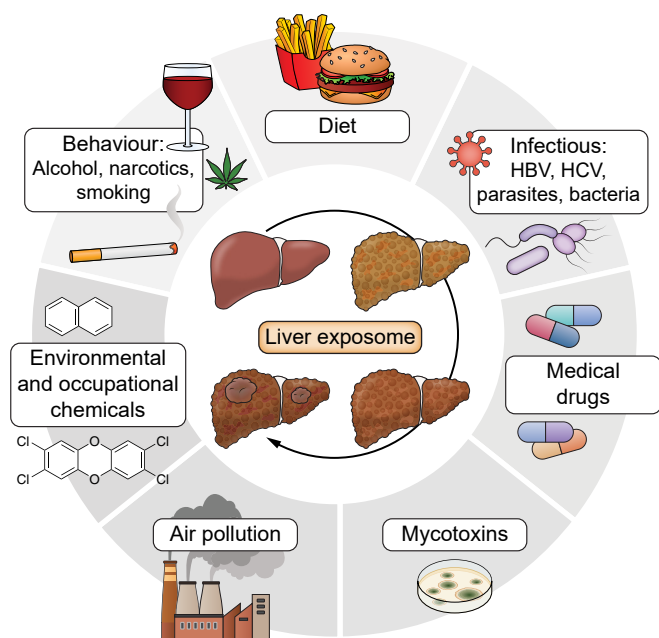 Diet
Behaviour:
Alcohol, narcotics,
smoking
Infectious:
HBV, HCV,
parasites, bacteria
Liver exposome
Environmental
and occupational
chemicals
Medical
drugs
Cl
O
Cl
Cl
O
Cl
Air pollution
Mycotoxins